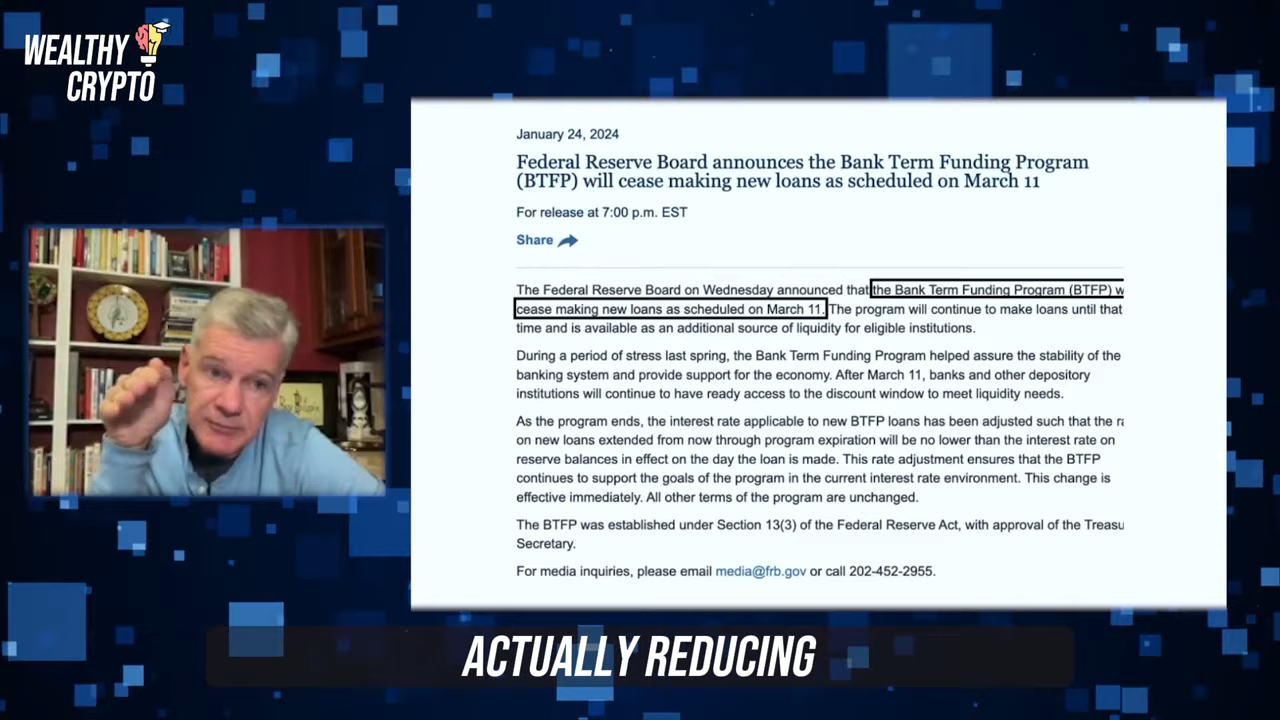 WEALTHY
CRYPTO
January 24, 2024
Federal Reserve Board announces the Bank Term Funding Program
(BTFP) will cease making new loans as scheduled on March 11
For release at 7:00 p.m. EST
Share
The Federal Reserve Board on Wednesday announced that the Bank Term Funding Program (BTFP) w
cease making new loans as scheduled on March 11. The program will continue to make loans until that
time and is available as an additional source of liquidity for eligible institutions.
During a period of stress last spring, the Bank Term Funding Program helped assure the stability of the
banking system and provide support for the economy. After March 11, banks and other depository
institutions will continue to have ready access to the discount window to meet liquidity needs.
As the program ends, the interest rate applicable to new BTFP loans has been adjusted such that the ra
on new loans extended from now through program expiration will be no lower than the interest rate on
reserve balances in effect on the day the loan is made. This rate adjustment ensures that the BTFP
continues to support the goals of the program in the current interest rate environment. This change is
effective immediately. All other terms of the program are unchanged.
The BTFP was established under Section 13(3) of the Federal Reserve Act, with approval of the Treasu
Secretary.
For media inquiries, please email media@frb.gov or call 202-452-2955.
ACTUALLY REDUCING